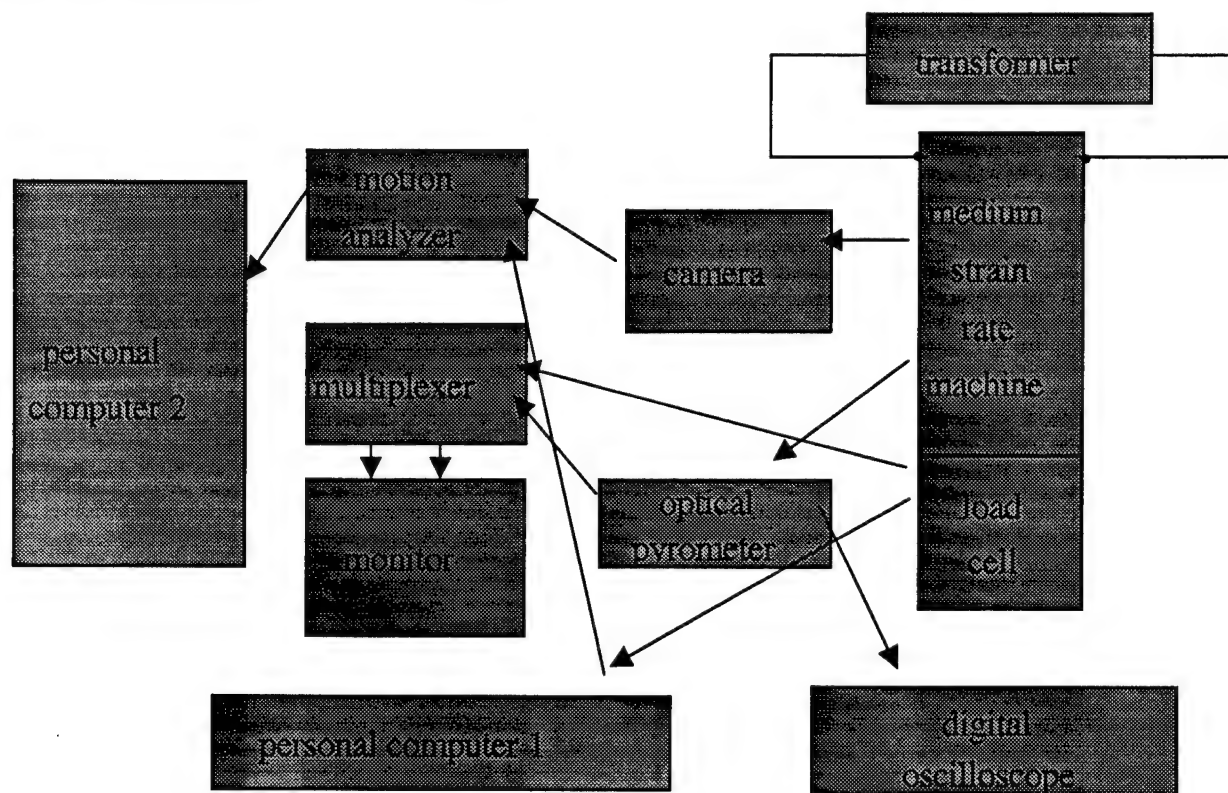 transformer
motion
analyzer
medium
strain
rate
machine
camera
personal
computer 2
multiplexer
optical
pyrometer
load
cell
monitor
personal computer 1
digital
oscilloscope